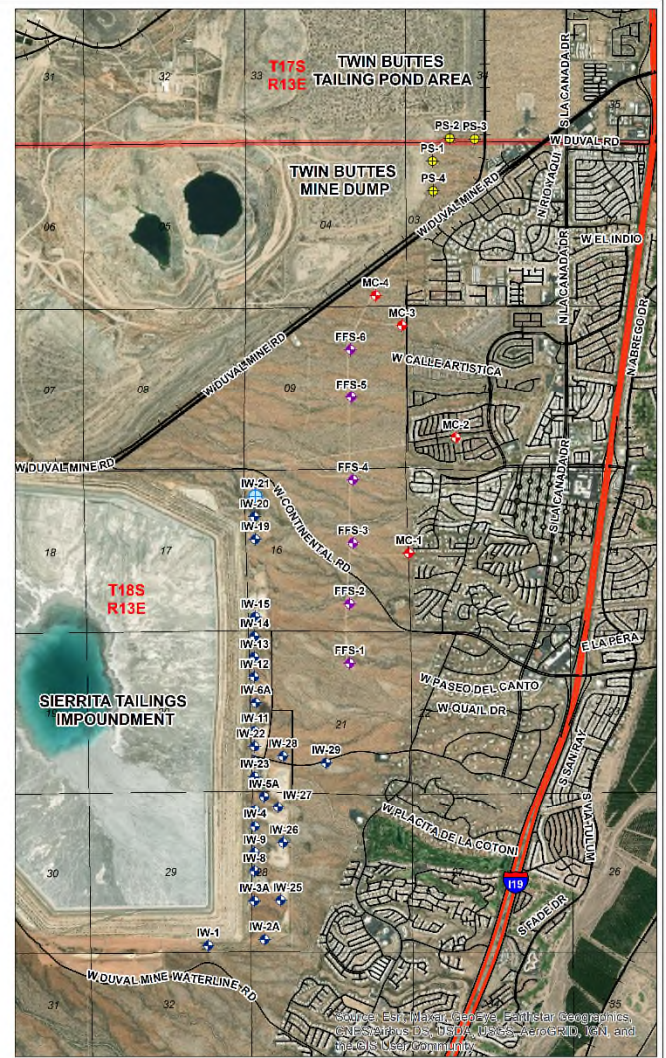 T17S
R13E
TWIN BUTTES
TAILING POND AREA
31
32
33
34
35
S LA CANADA DR
PS-2
PS-3
W DUVAL RD
PS-1
TWIN BUTTES
MINE DUMP
PS-4
N RIO YAQUI
W DUVAL MINE RD
06
05
04
03
02
W EL INDIO
N LA CANADA DR
MC-4
MC-3
N ABREGO DR
FFS-6
W DUVAL MINE RD
W CALLE ARTISTICA
07
08
09
FFS-5
MC-2
W DUVAL MINE RD
FFS-4
S LA CANADA DR
IW-21
IW-20
IW-19
W CONTINENTAL RD
FFS-3
MC-1
18
17
16
T18S
R13E
FFS-2
IW-15
IW-14
IW-13
IW-12
FFS-1
E LA PERA
W PASEO DEL CANTO
IW-6A
SIERRITA TAILINGS
IMPOUNDMENT
W QUAIL DR
IW-11
21
22
IW-22
IW-28
IW-29
S SAN RAY
IW-23
IW-5A
IW-27
S VIA TULUM
IW-4
W PLACITA DE LA COTONI
IW-9
IW-26
IW-8
30
29
28
26
I19
IW-3A
IW-25
S FADE DR
IW-1
IW-2A
W DUVAL MINE WATERLINE RD
31
32
33
34
35
Source: Esri, Maxar, GeoEye, Earthstar Geographics,
CNES/Airbus DS, USDA, USGS, AeroGRID, IGN, and
the GIS User Community